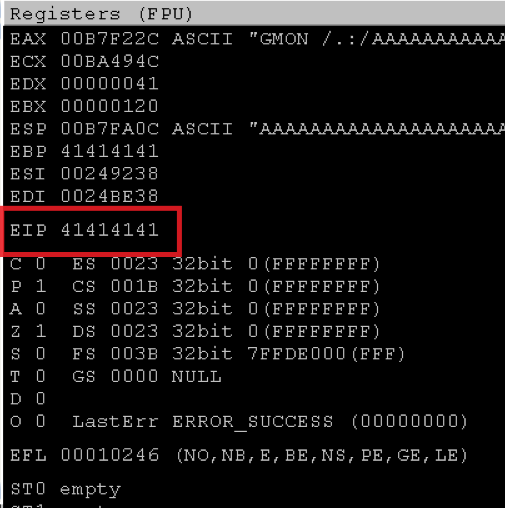 Registers (FPU)
EAX 00B7F22C ASCII "GMON /.:/AAAAAAAAAAA
ECX 00BA494C
EDX 00000041
EBX 00000120
ESP 00B7FA0C ASCII "AAAAAAAAAAAAAAAAAAAA
EBP 41414141
ESI 00249238
EDI 0024BE38
EIP 41414141
C 0 ES 0023 32bit 0(FFFFFFFF)
P 1 CS 001B 32bit 0(FFFFFFFF)
A 0 SS 0023 32bit 0(FFFFFFFF)
Z 1 DS 0023 32bit 0(FFFFFFFF)
S 0 FS 003B 32bit 7FFDE000(FFF)
T 0 GS 0000 NULL
D 0
O 0 LastErr ERROR_SUCCESS (00000000)
EFL 00010246 (NO,NB,E,BE,NS,PE,GE,LE)
ST0 empty